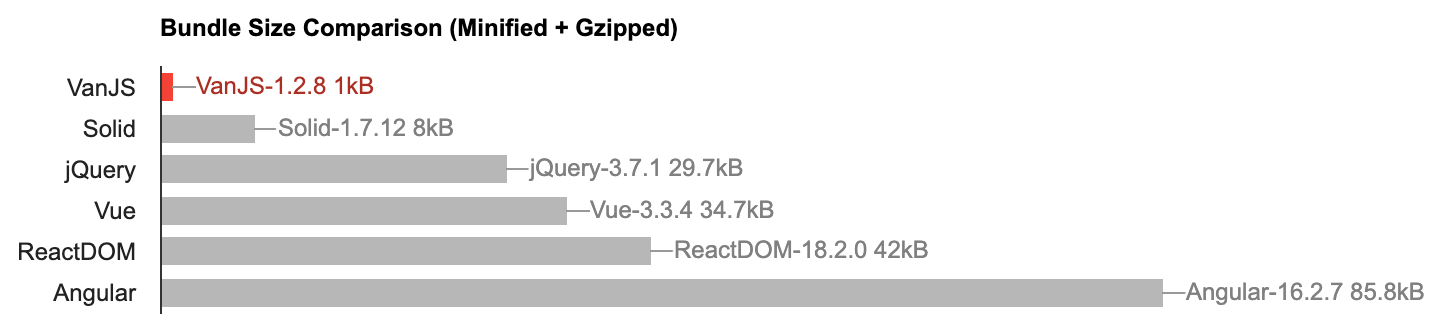 Bundle Size Comparison (Minified + Gzipped)
VanJS VanJS-1.2.8 1kB
Solid Solid-1.7.12 8kB
jQuery jQuery-3.7.1 29.7kB
Vue Vue-3.3.4 34.7kB
ReactDOM ReactDOM-18.2.0 42kB
Angular Angular-16.2.7 85.8kB